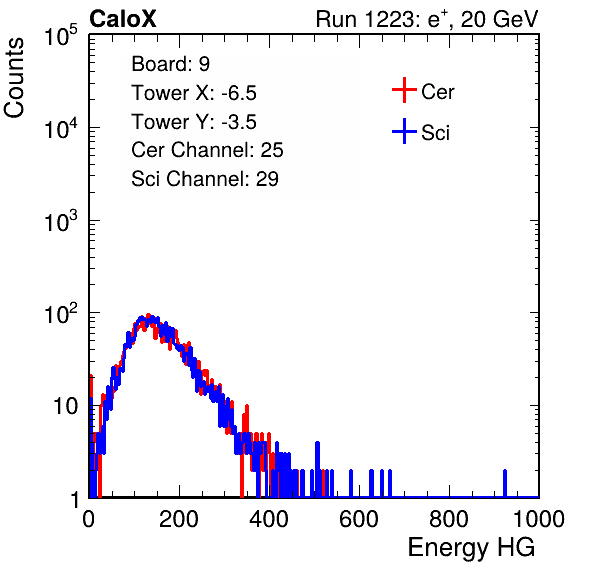 CaloX Run 1223: e⁺, 20 GeV
Counts
Board: 9
Tower X: -6.5
Tower Y: -3.5
Cer Channel: 25
Sci Channel: 29
Cer
Sci
10⁵
10⁴
10³
10²
10
1
0 200 400 600 800 1000
Energy HG